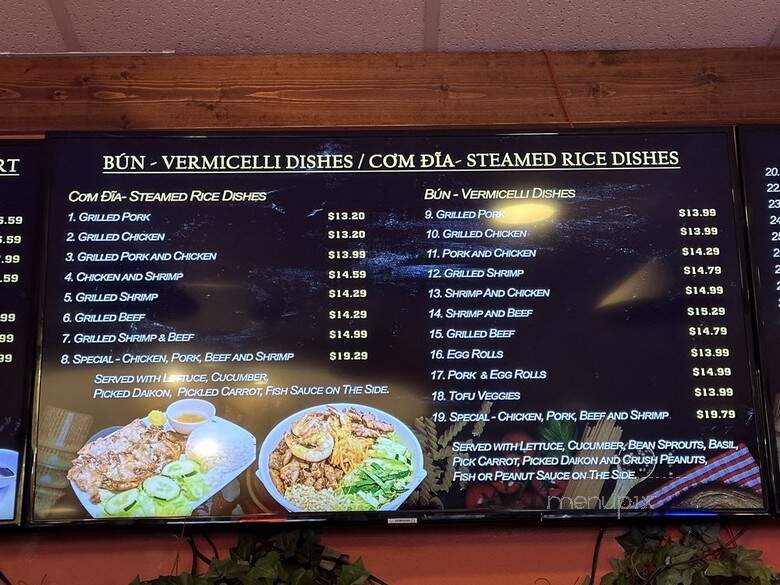 RT
BÚN - VERMICELLI DISHES / CƠM ĐĨA- STEAMED RICE DISHES
CƠM ĐĨA- STEAMED RICE DISHES
1. GRILLED PORK $13.20
2. GRILLED CHICKEN $13.20
3. GRILLED PORK AND CHICKEN $13.99
4. CHICKEN AND SHRIMP $14.59
5. GRILLED SHRIMP $14.29
6. GRILLED BEEF $14.29
7. GRILLED SHRIMP & BEEF $14.99
8. SPECIAL - CHICKEN, PORK, BEEF AND SHRIMP $19.29
SERVED WITH LETTUCE, CUCUMBER,
PICKED DAIKON, PICKLED CARROT, FISH SAUCE ON THE SIDE.
BÚN - VERMICELLI DISHES
9. GRILLED PORK $13.99
10. GRILLED CHICKEN $13.99
11. PORK AND CHICKEN $14.29
12. GRILLED SHRIMP $14.79
13. SHRIMP AND CHICKEN $14.99
14. SHRIMP AND BEEF $15.29
15. GRILLED BEEF $14.79
16. EGG ROLLS $13.99
17. PORK & EGG ROLLS $14.99
18. TOFU VEGGIES $13.99
19. SPECIAL - CHICKEN, PORK, BEEF AND SHRIMP $19.79
SERVED WITH LETTUCE, CUCUMBER, BEAN SPROUTS, BASIL,
PICK CARROT, PICKED DAIKON AND CRUSH PEANUTS,
FISH OR PEANUT SAUCE ON THE SIDE.
menupix
20.
22
23
SAMSUNG